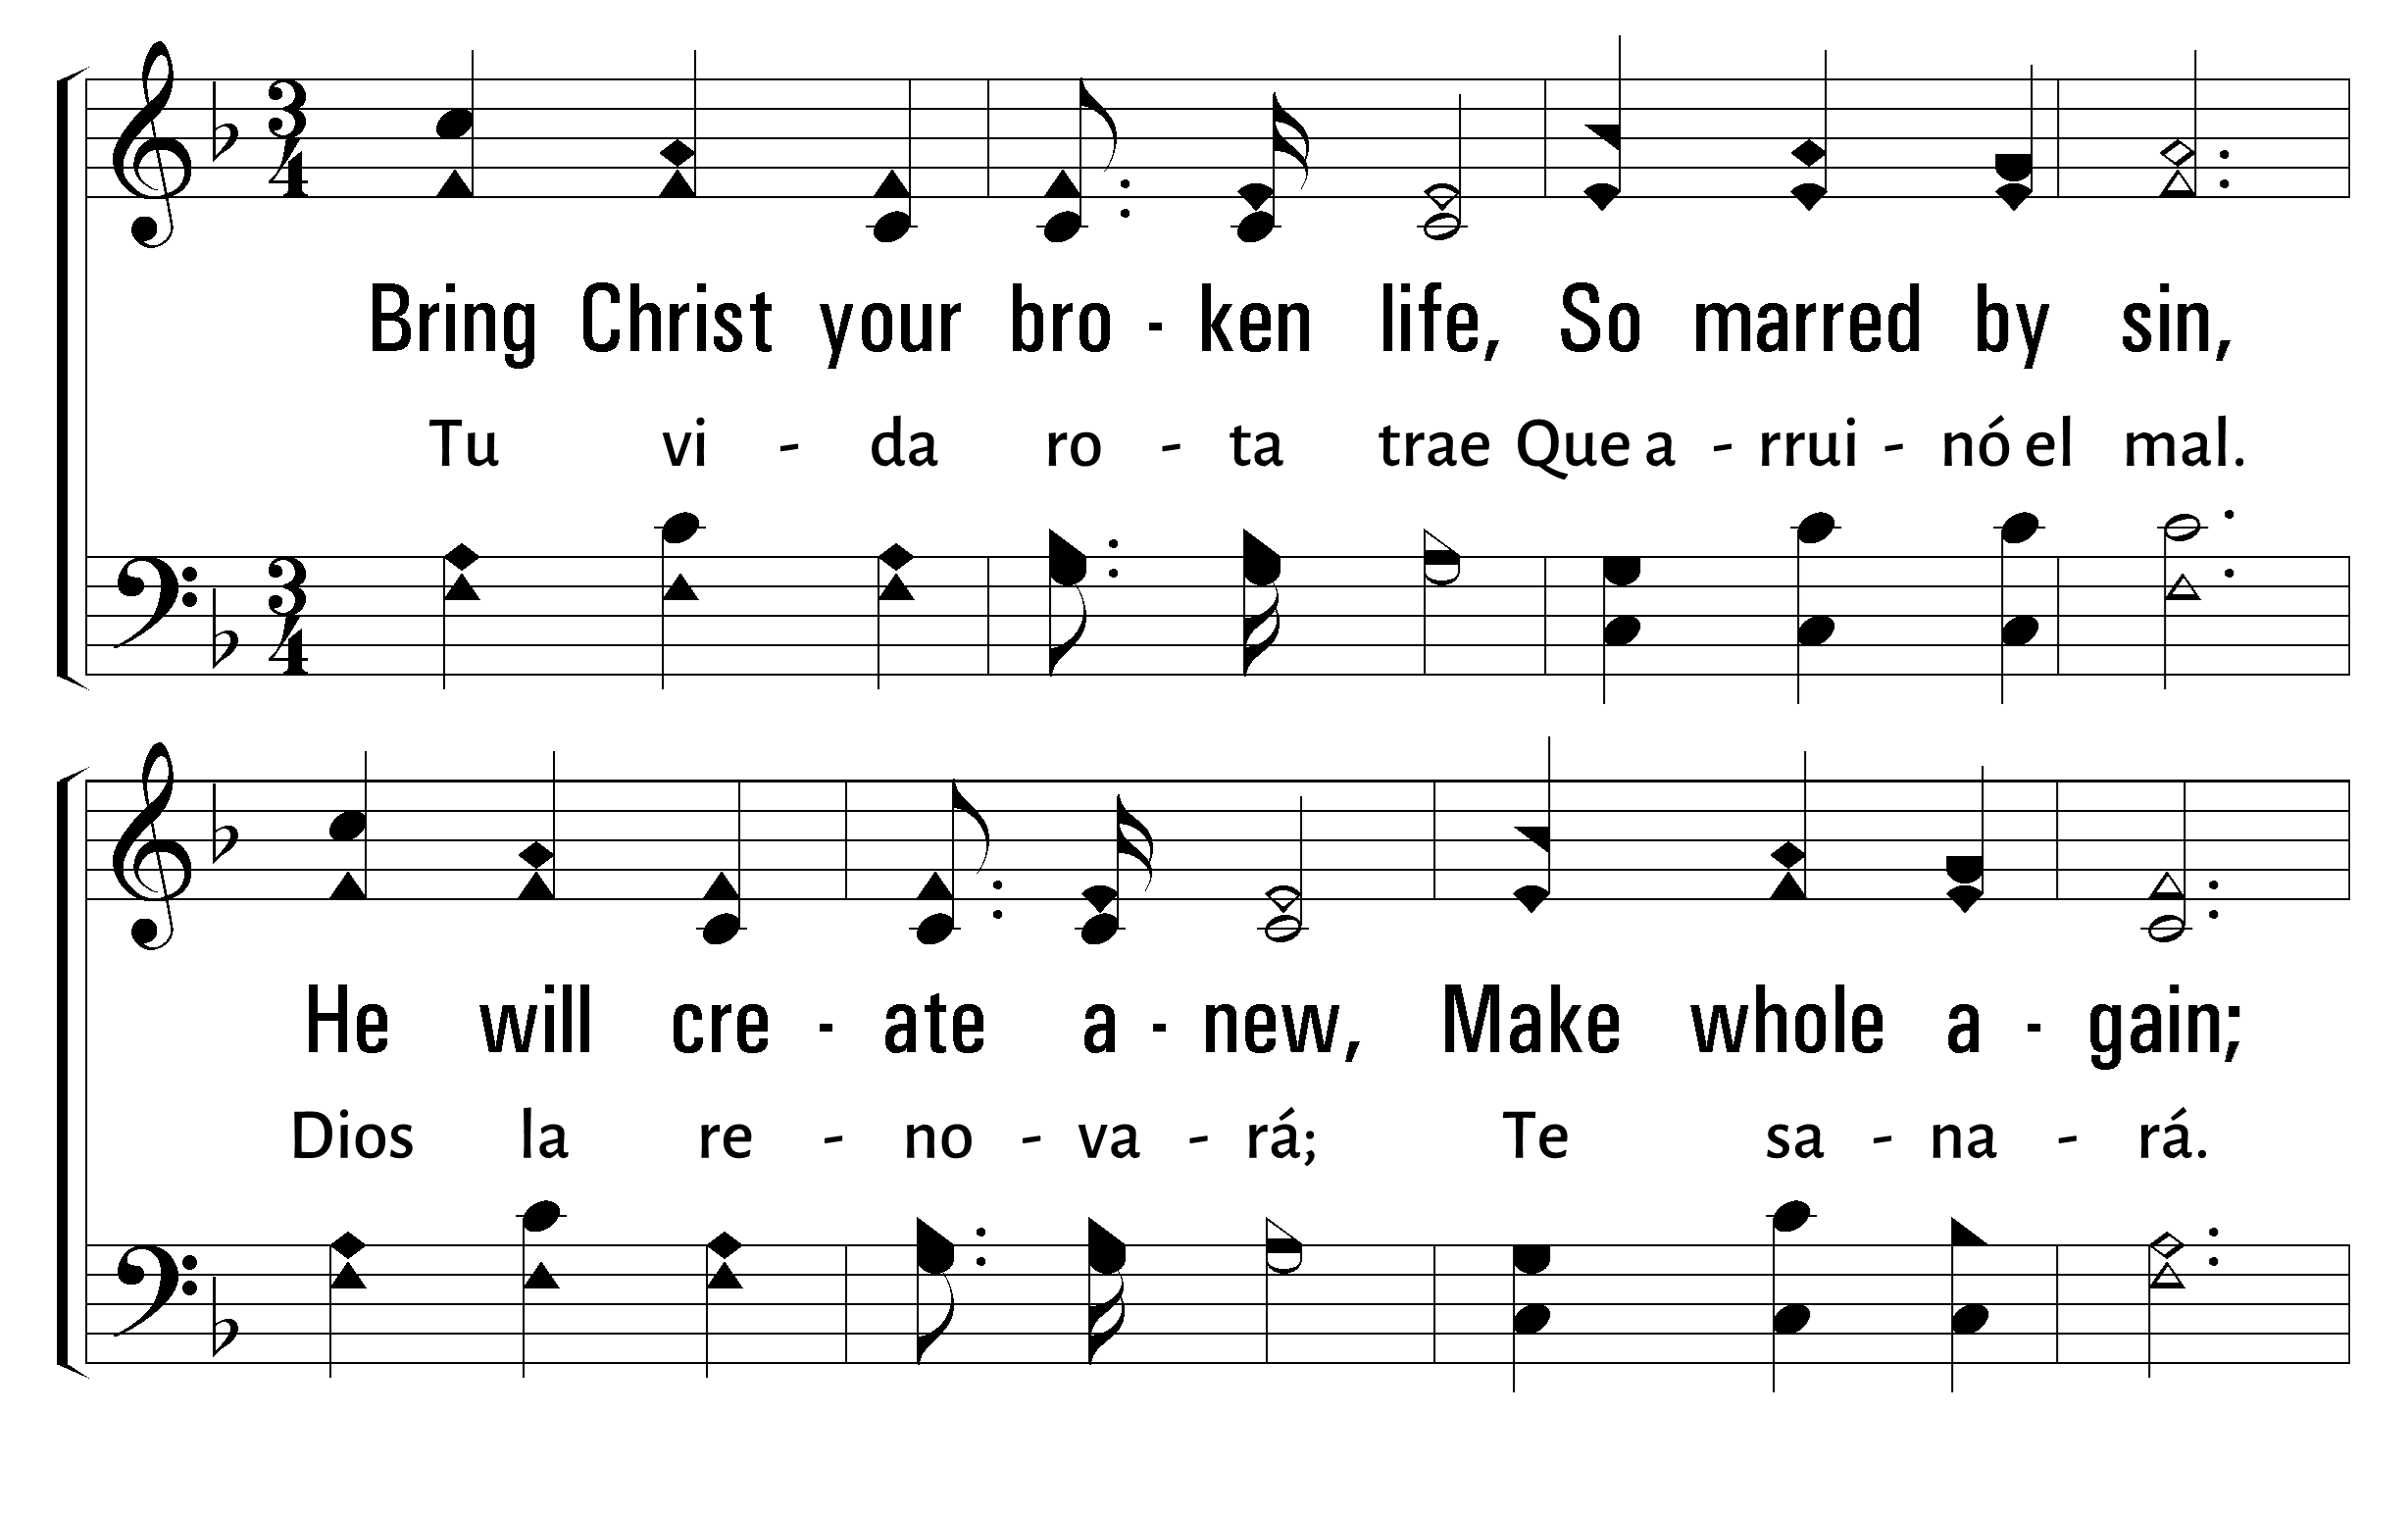 Bring Christ your bro - ken life, So marred by sin,
Tu vi - da ro - ta trae Que a - rrui - nó el mal.
He will cre - ate a - new, Make whole a - gain;
Dios la re - no - va - rá; Te sa - na - rá.